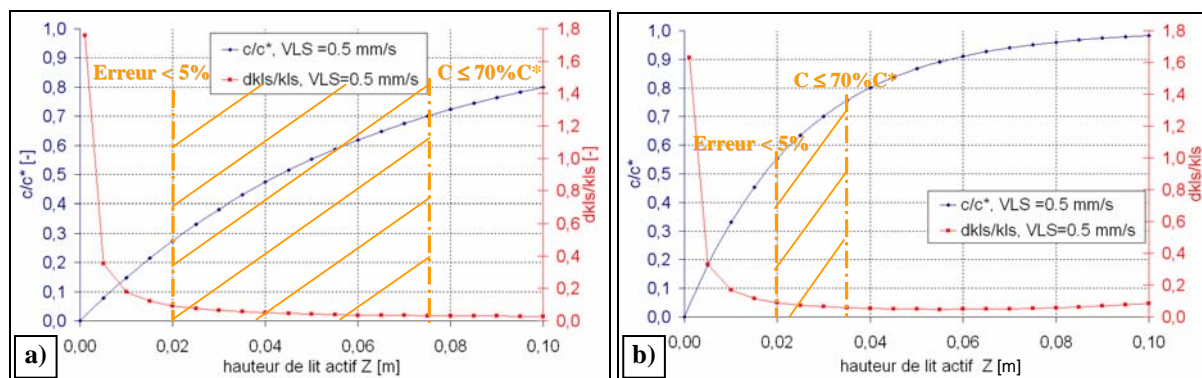 1,0
0,9
0,8
0,7
0,6
0,5
0,4
0,3
0,2
0,1
0,0
c/c* [-]
c/c*, VLS =0.5 mm/s
dkls/kls, VLS=0.5 mm/s
Erreur < 5%
C ≤ 70%C*
1,8
1,6
1,4
1,2
1,0
0,8
0,6
0,4
0,2
0,0
dkls/kls [-]
0,00 0,02 0,04 0,06 0,08 0,10
hauteur de lit actif Z [m]
a)
1,0
0,9
0,8
0,7
0,6
0,5
0,4
0,3
0,2
0,1
0,0
c/c*
C ≤ 70%C*
Erreur < 5%
c/c*, VLS =0.5 mm/s
dkls/kls, VLS=0.5 mm/s
1,8
1,6
1,4
1,2
1,0
0,8
0,6
0,4
0,2
0,0
dkls/kls
0,00 0,02 0,04 0,06 0,08 0,10
hauteur de lit actif Z [m]
b)